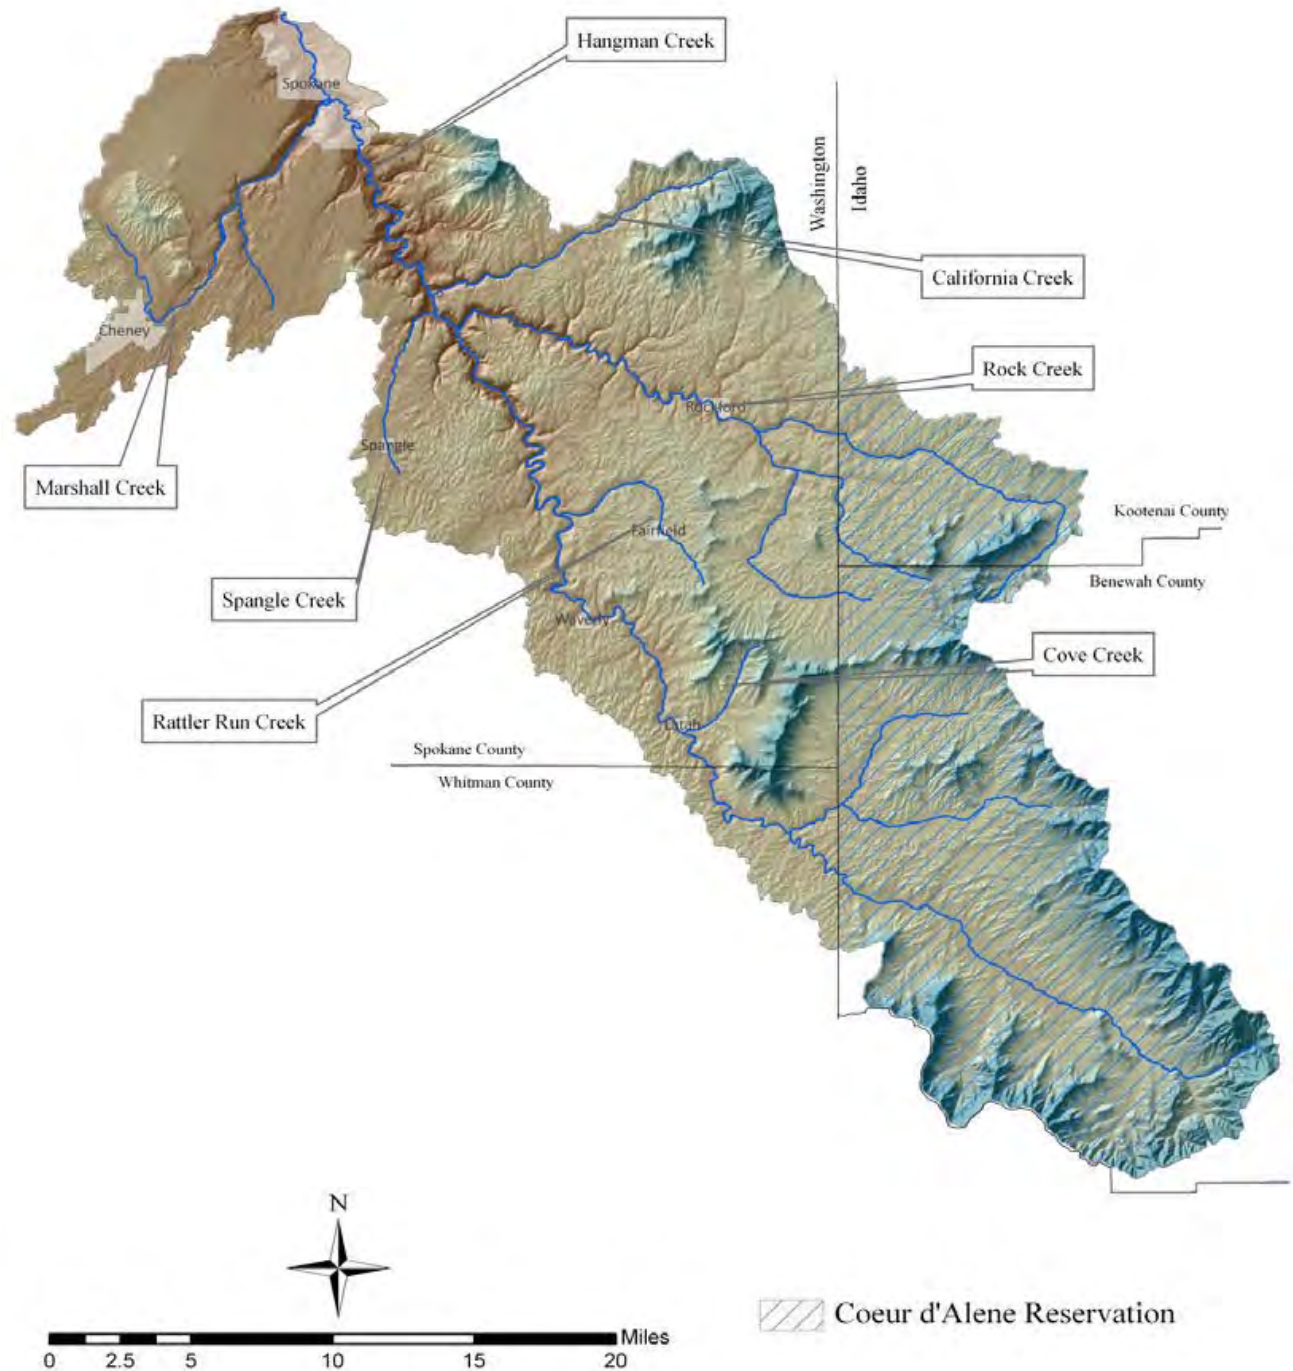 Hangman Creek
Spokane
Washington
Idaho
California Creek
Cheney
Rock Creek
Rockford
Spangle
Marshall Creek
Kootenai County
Fairfield
Benewah County
Spangle Creek
Waverly
Cove Creek
Rattler Run Creek
Latah
Spokane County
Whitman County
N
Coeur d'Alene Reservation
Miles
0 2.5 5 10 15 20